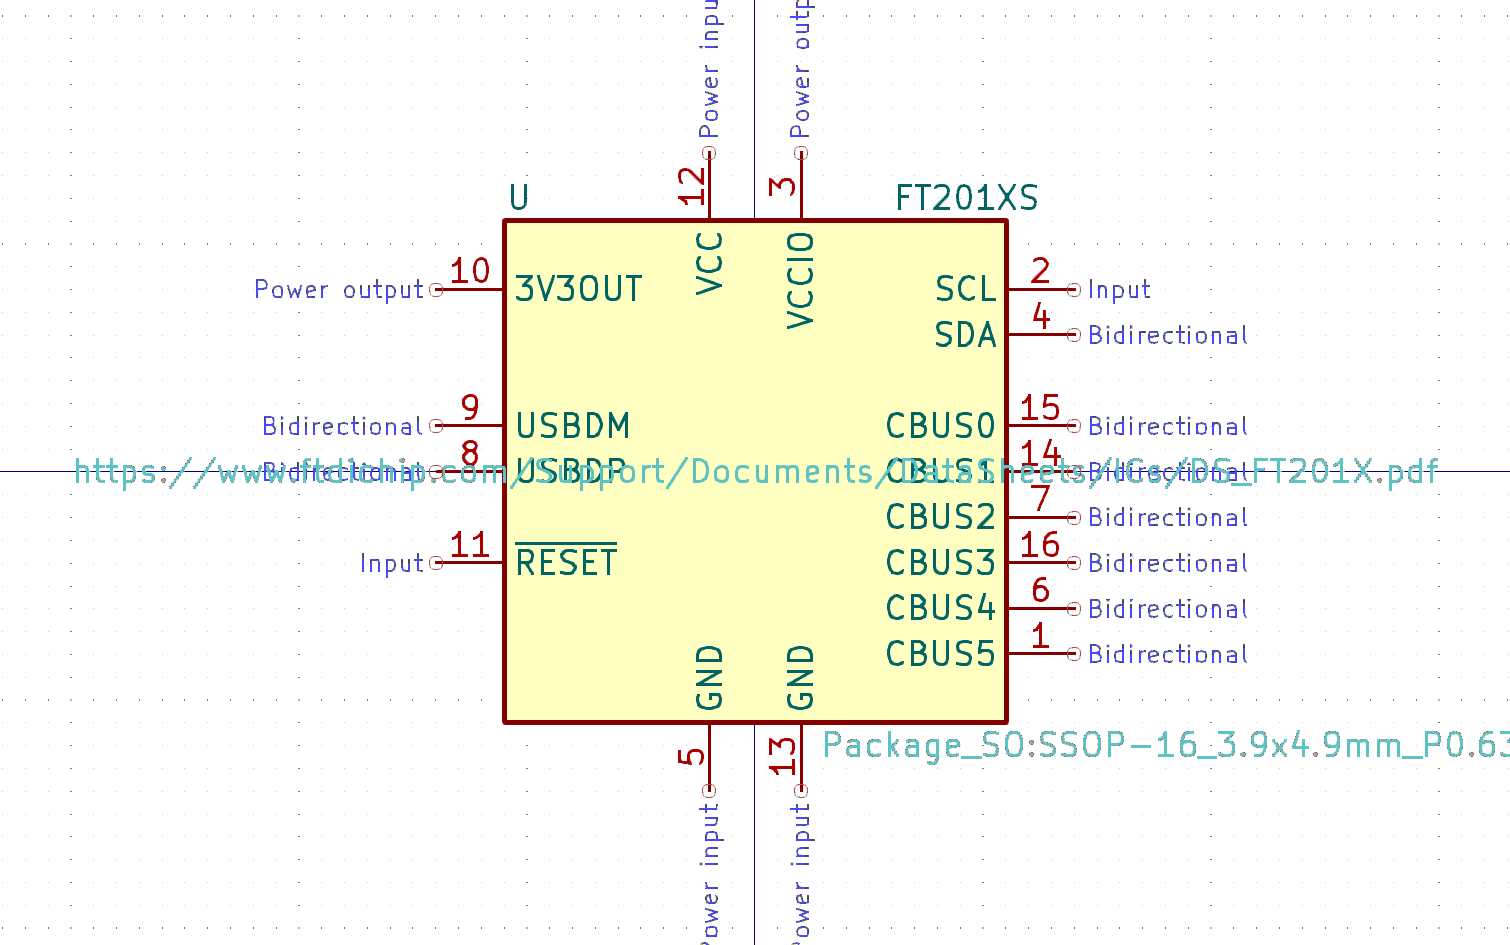 Power inpu
Power outp
12
3
U
FT201XS
VCC
VCCIO
Power output
10
3V3OUT
SCL
2
Input
SDA
4
Bidirectional
Bidirectional
9
USBDM
CBUS0
15
Bidirectional
Bidirectional
8
USBDP
CBUS1
14
Bidirectional
https://www.ftdichip.com/Support/Documents/DataSheets/ICs/DS_FT201X.pdf
CBUS2
7
Bidirectional
Input
11
RESET
CBUS3
16
Bidirectional
CBUS4
6
Bidirectional
CBUS5
1
Bidirectional
GND
GND
5
13
Package_SO:SSOP-16_3.9x4.9mm_P0.63
Power input
Power input